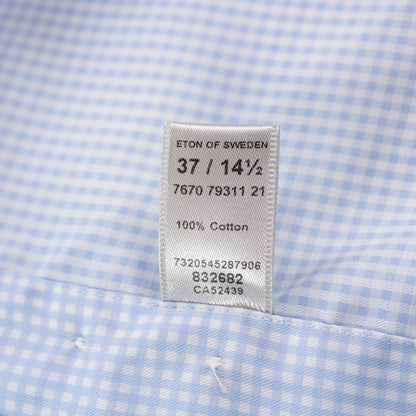 ETON OF SWEDEN
37 / 14½
7670 79311 21
100% Cotton
7320545287906
832682
CA52439